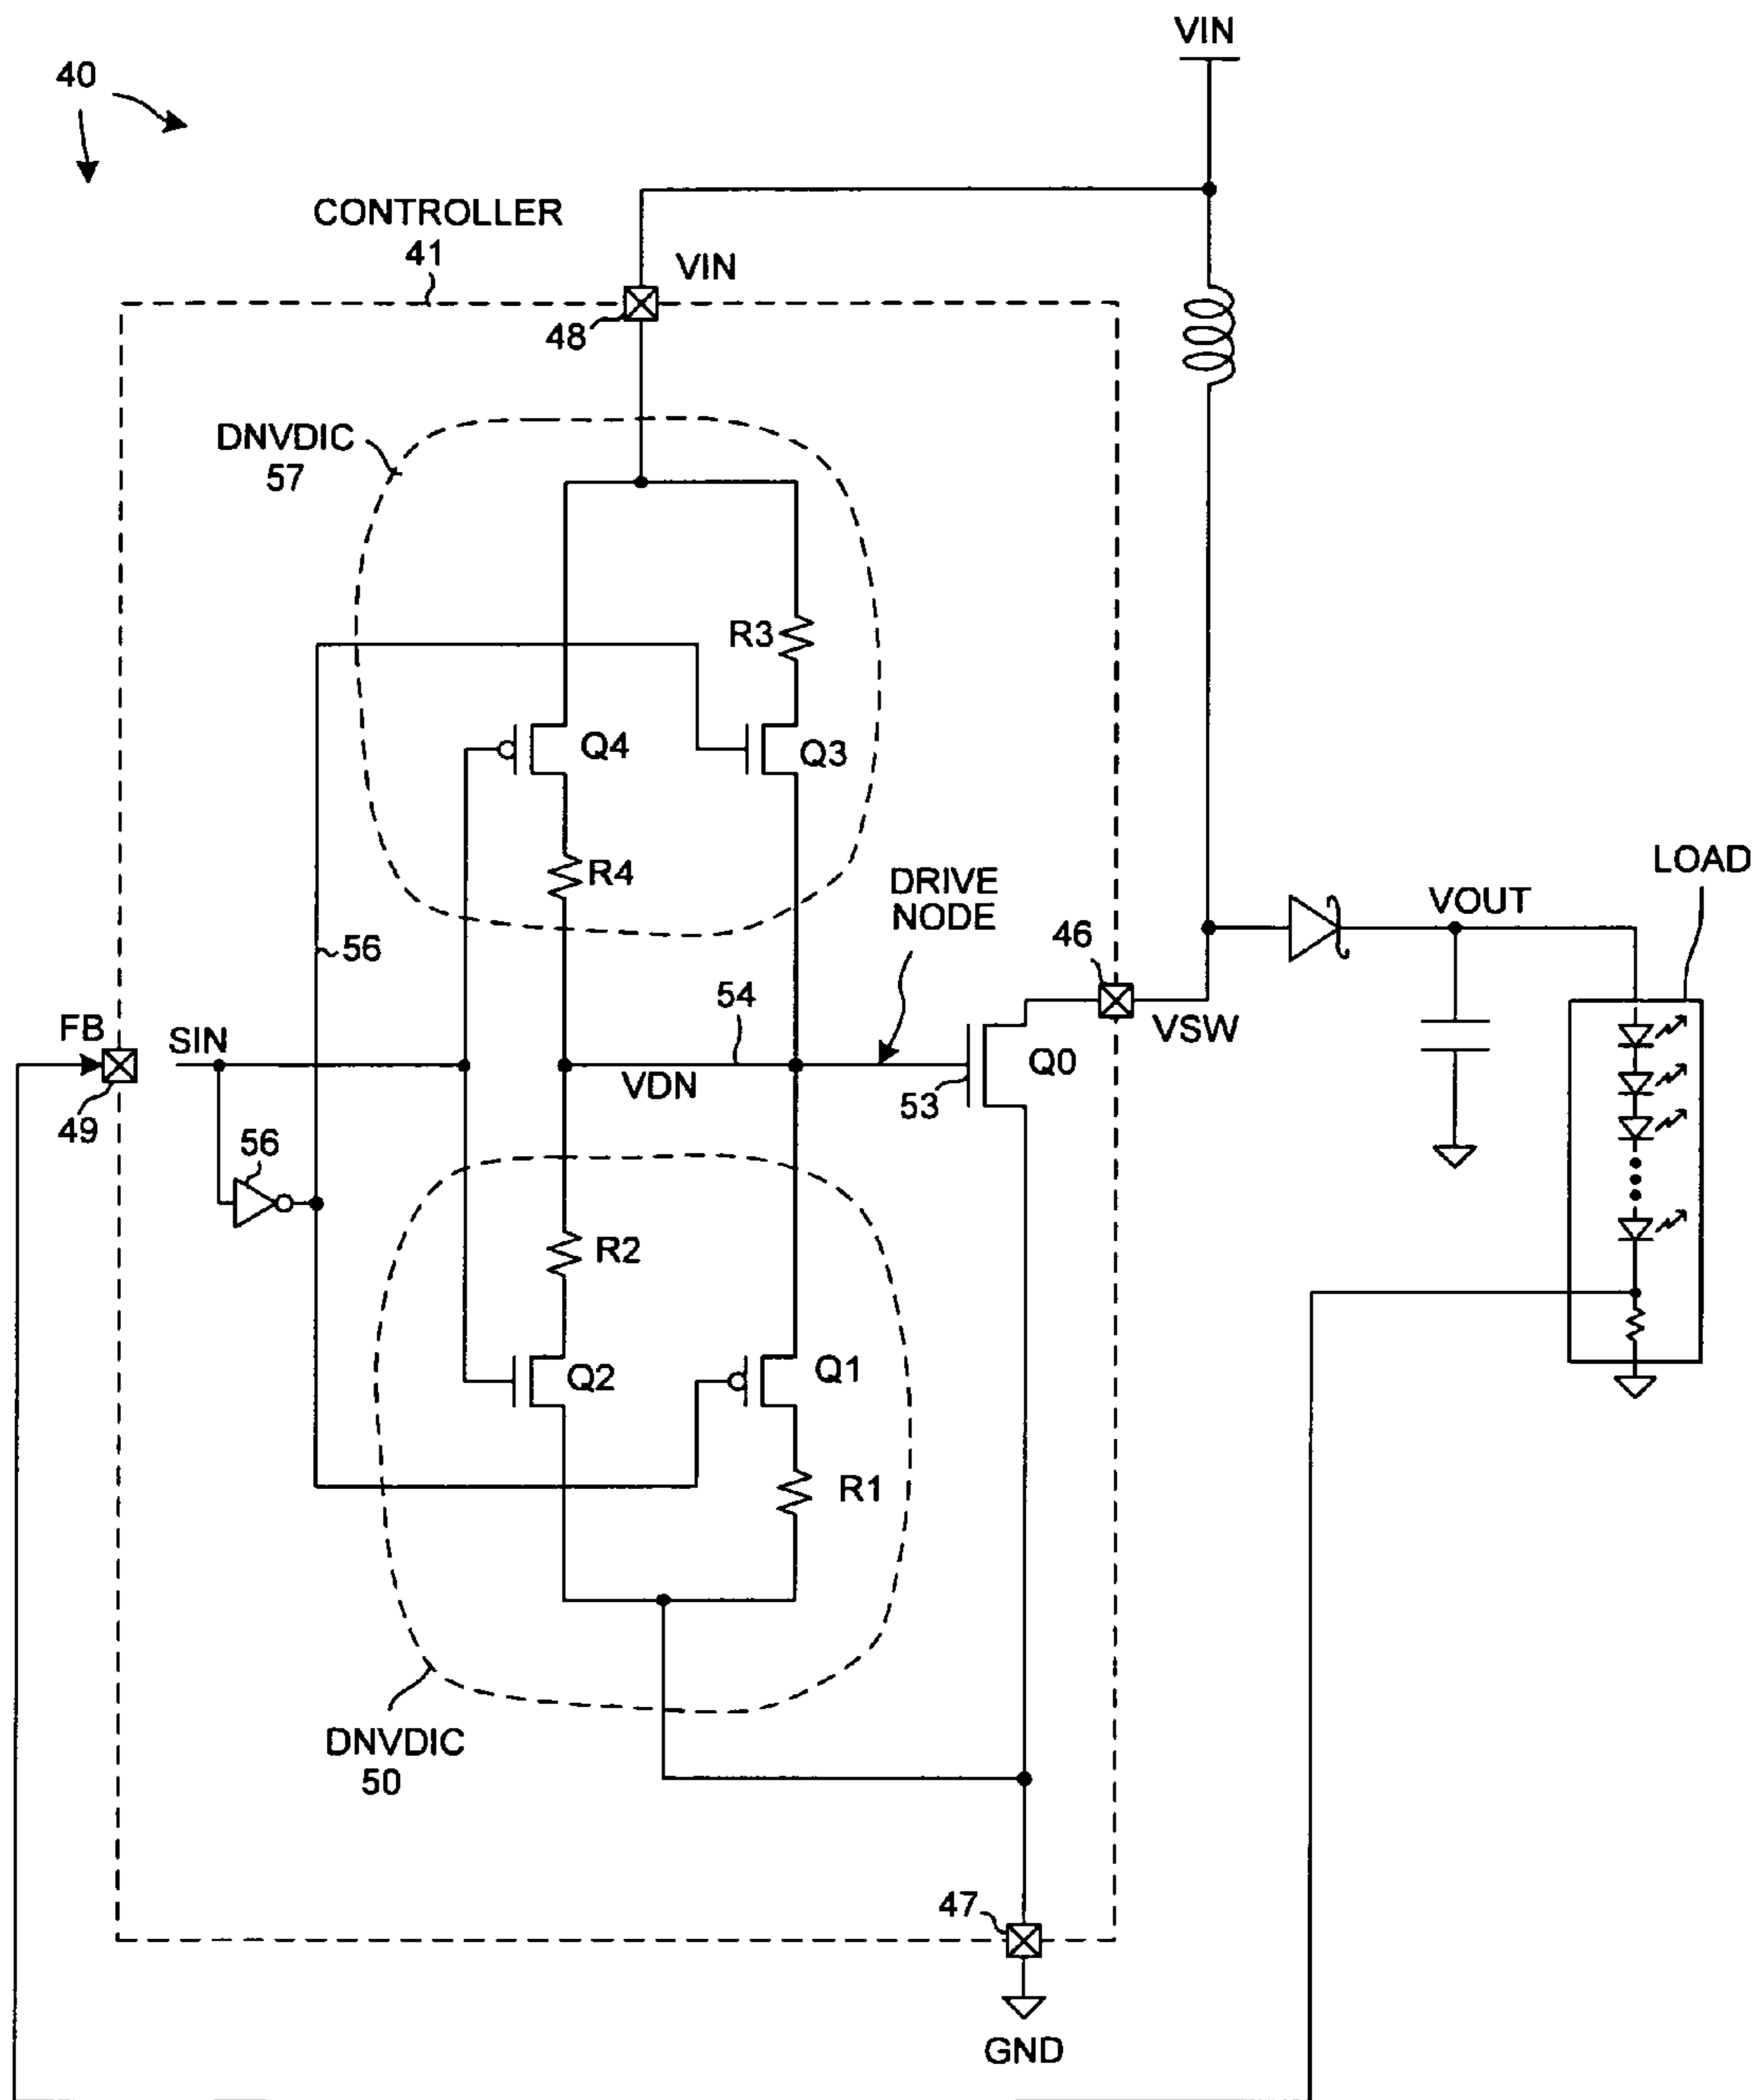 VIN
40
CONTROLLER
41
VIN
48
DNVDIC
57
R3
Q4
Q3
R4
DRIVE
NODE
LOAD
VOUT
46
56
54
VSW
FB
SIN
Q0
VDN
53
49
56
R2
Q2
Q1
R1
DNVDIC
50
47
GND